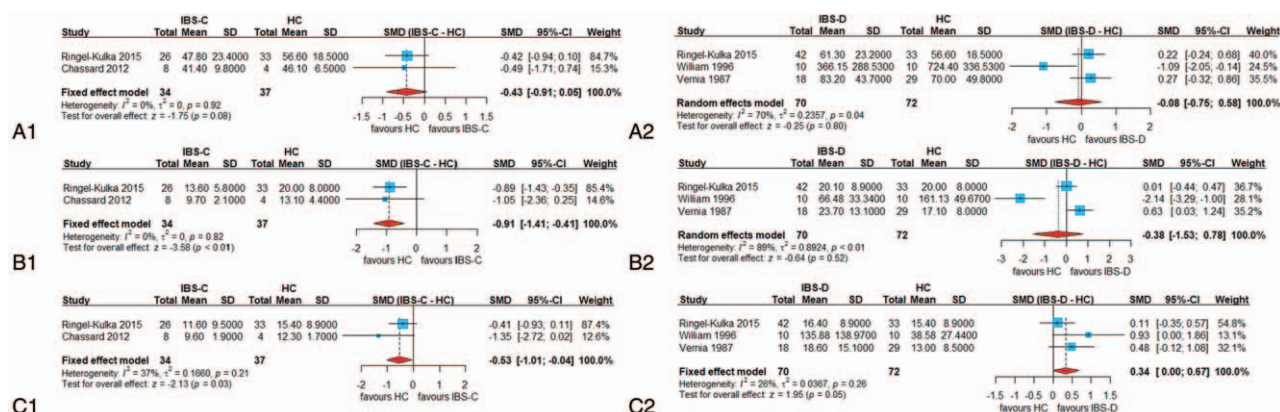 IBS-C HC
Study Total Mean SD Total Mean SD SMD (IBS-C - HC) SMD 95%-CI Weight
Ringel-Kulka 2015 26 47.80 23.4000 33 56.60 18.5000 -0.42 [-0.94; 0.10] 84.7%
Chassard 2012 8 41.40 9.8000 4 46.10 6.5000 -0.49 [-1.71; 0.74] 15.3%
Fixed effect model 34 37 -0.43 [-0.91; 0.05] 100.0%
Heterogeneity: I² = 0%, τ² = 0, p = 0.92
Test for overall effect: z = -1.75 (p = 0.08)
-1.5 -1 -0.5 0 0.5 1 1.5
favours HC favours IBS-C
A1
IBS-D HC
Study Total Mean SD Total Mean SD SMD (IBS-D - HC) SMD 95%-CI Weight
Ringel-Kulka 2015 42 61.30 23.2000 33 56.60 18.5000 0.22 [-0.24; 0.68] 40.0%
William 1996 10 366.15 288.5300 10 724.40 336.5300 -1.09 [-2.05; -0.14] 24.5%
Vernia 1987 18 83.20 43.7000 29 70.00 49.8000 0.27 [-0.32; 0.86] 35.5%
Random effects model 70 72 -0.08 [-0.75; 0.58] 100.0%
Heterogeneity: I² = 70%, τ² = 0.2357, p = 0.04
Test for overall effect: z = -0.25 (p = 0.80)
-2 -1 0 1 2
favours HC favours IBS-D
A2
IBS-C HC
Study Total Mean SD Total Mean SD SMD (IBS-C - HC) SMD 95%-CI Weight
Ringel-Kulka 2015 26 13.60 5.8000 33 20.00 8.0000 -0.89 [-1.43; -0.35] 85.4%
Chassard 2012 8 9.70 2.1000 4 13.10 4.4000 -1.05 [-2.36; 0.25] 14.6%
Fixed effect model 34 37 -0.91 [-1.41; -0.41] 100.0%
Heterogeneity: I² = 0%, τ² = 0, p = 0.82
Test for overall effect: z = -3.58 (p < 0.01)
-2 -1 0 1 2
favours HC favours IBS-C
B1
IBS-D HC
Study Total Mean SD Total Mean SD SMD (IBS-D - HC) SMD 95%-CI Weight
Ringel-Kulka 2015 42 20.10 8.9000 33 20.00 8.0000 0.01 [-0.44; 0.47] 36.7%
William 1996 10 66.48 33.3400 10 161.13 49.6700 -2.14 [-3.29; -1.00] 28.1%
Vernia 1987 18 23.70 13.1000 29 17.10 8.0000 0.63 [0.03; 1.24] 35.2%
Random effects model 70 72 -0.38 [-1.53; 0.78] 100.0%
Heterogeneity: I² = 89%, τ² = 0.8924, p < 0.01
Test for overall effect: z = -0.64 (p = 0.52)
-3 -2 -1 0 1 2 3
favours HC favours IBS-D
B2
IBS-C HC
Study Total Mean SD Total Mean SD SMD (IBS-C - HC) SMD 95%-CI Weight
Ringel-Kulka 2015 26 11.60 9.5000 33 15.40 8.9000 -0.41 [-0.93; 0.11] 87.4%
Chassard 2012 8 9.60 1.9000 4 12.30 1.7000 -1.35 [-2.72; 0.02] 12.6%
Fixed effect model 34 37 -0.53 [-1.01; -0.04] 100.0%
Heterogeneity: I² = 37%, τ² = 0.1660, p = 0.21
Test for overall effect: z = -2.13 (p = 0.03)
-2 -1 0 1 2
favours HC favours IBS-C
C1
IBS-D HC
Study Total Mean SD Total Mean SD SMD (IBS-D - HC) SMD 95%-CI Weight
Ringel-Kulka 2015 42 16.40 8.9000 33 15.40 8.9000 0.11 [-0.35; 0.57] 54.8%
William 1996 10 135.88 138.9700 10 38.58 27.4400 0.93 [0.00; 1.86] 13.1%
Vernia 1987 18 18.60 15.1000 29 13.00 8.5000 0.48 [-0.12; 1.08] 32.1%
Fixed effect model 70 72 0.34 [0.00; 0.67] 100.0%
Heterogeneity: I² = 26%, τ² = 0.0367, p = 0.26
Test for overall effect: z = 1.95 (p = 0.05)
-1.5 -1 -0.5 0 0.5 1 1.5
favours HC favours IBS-D
C2